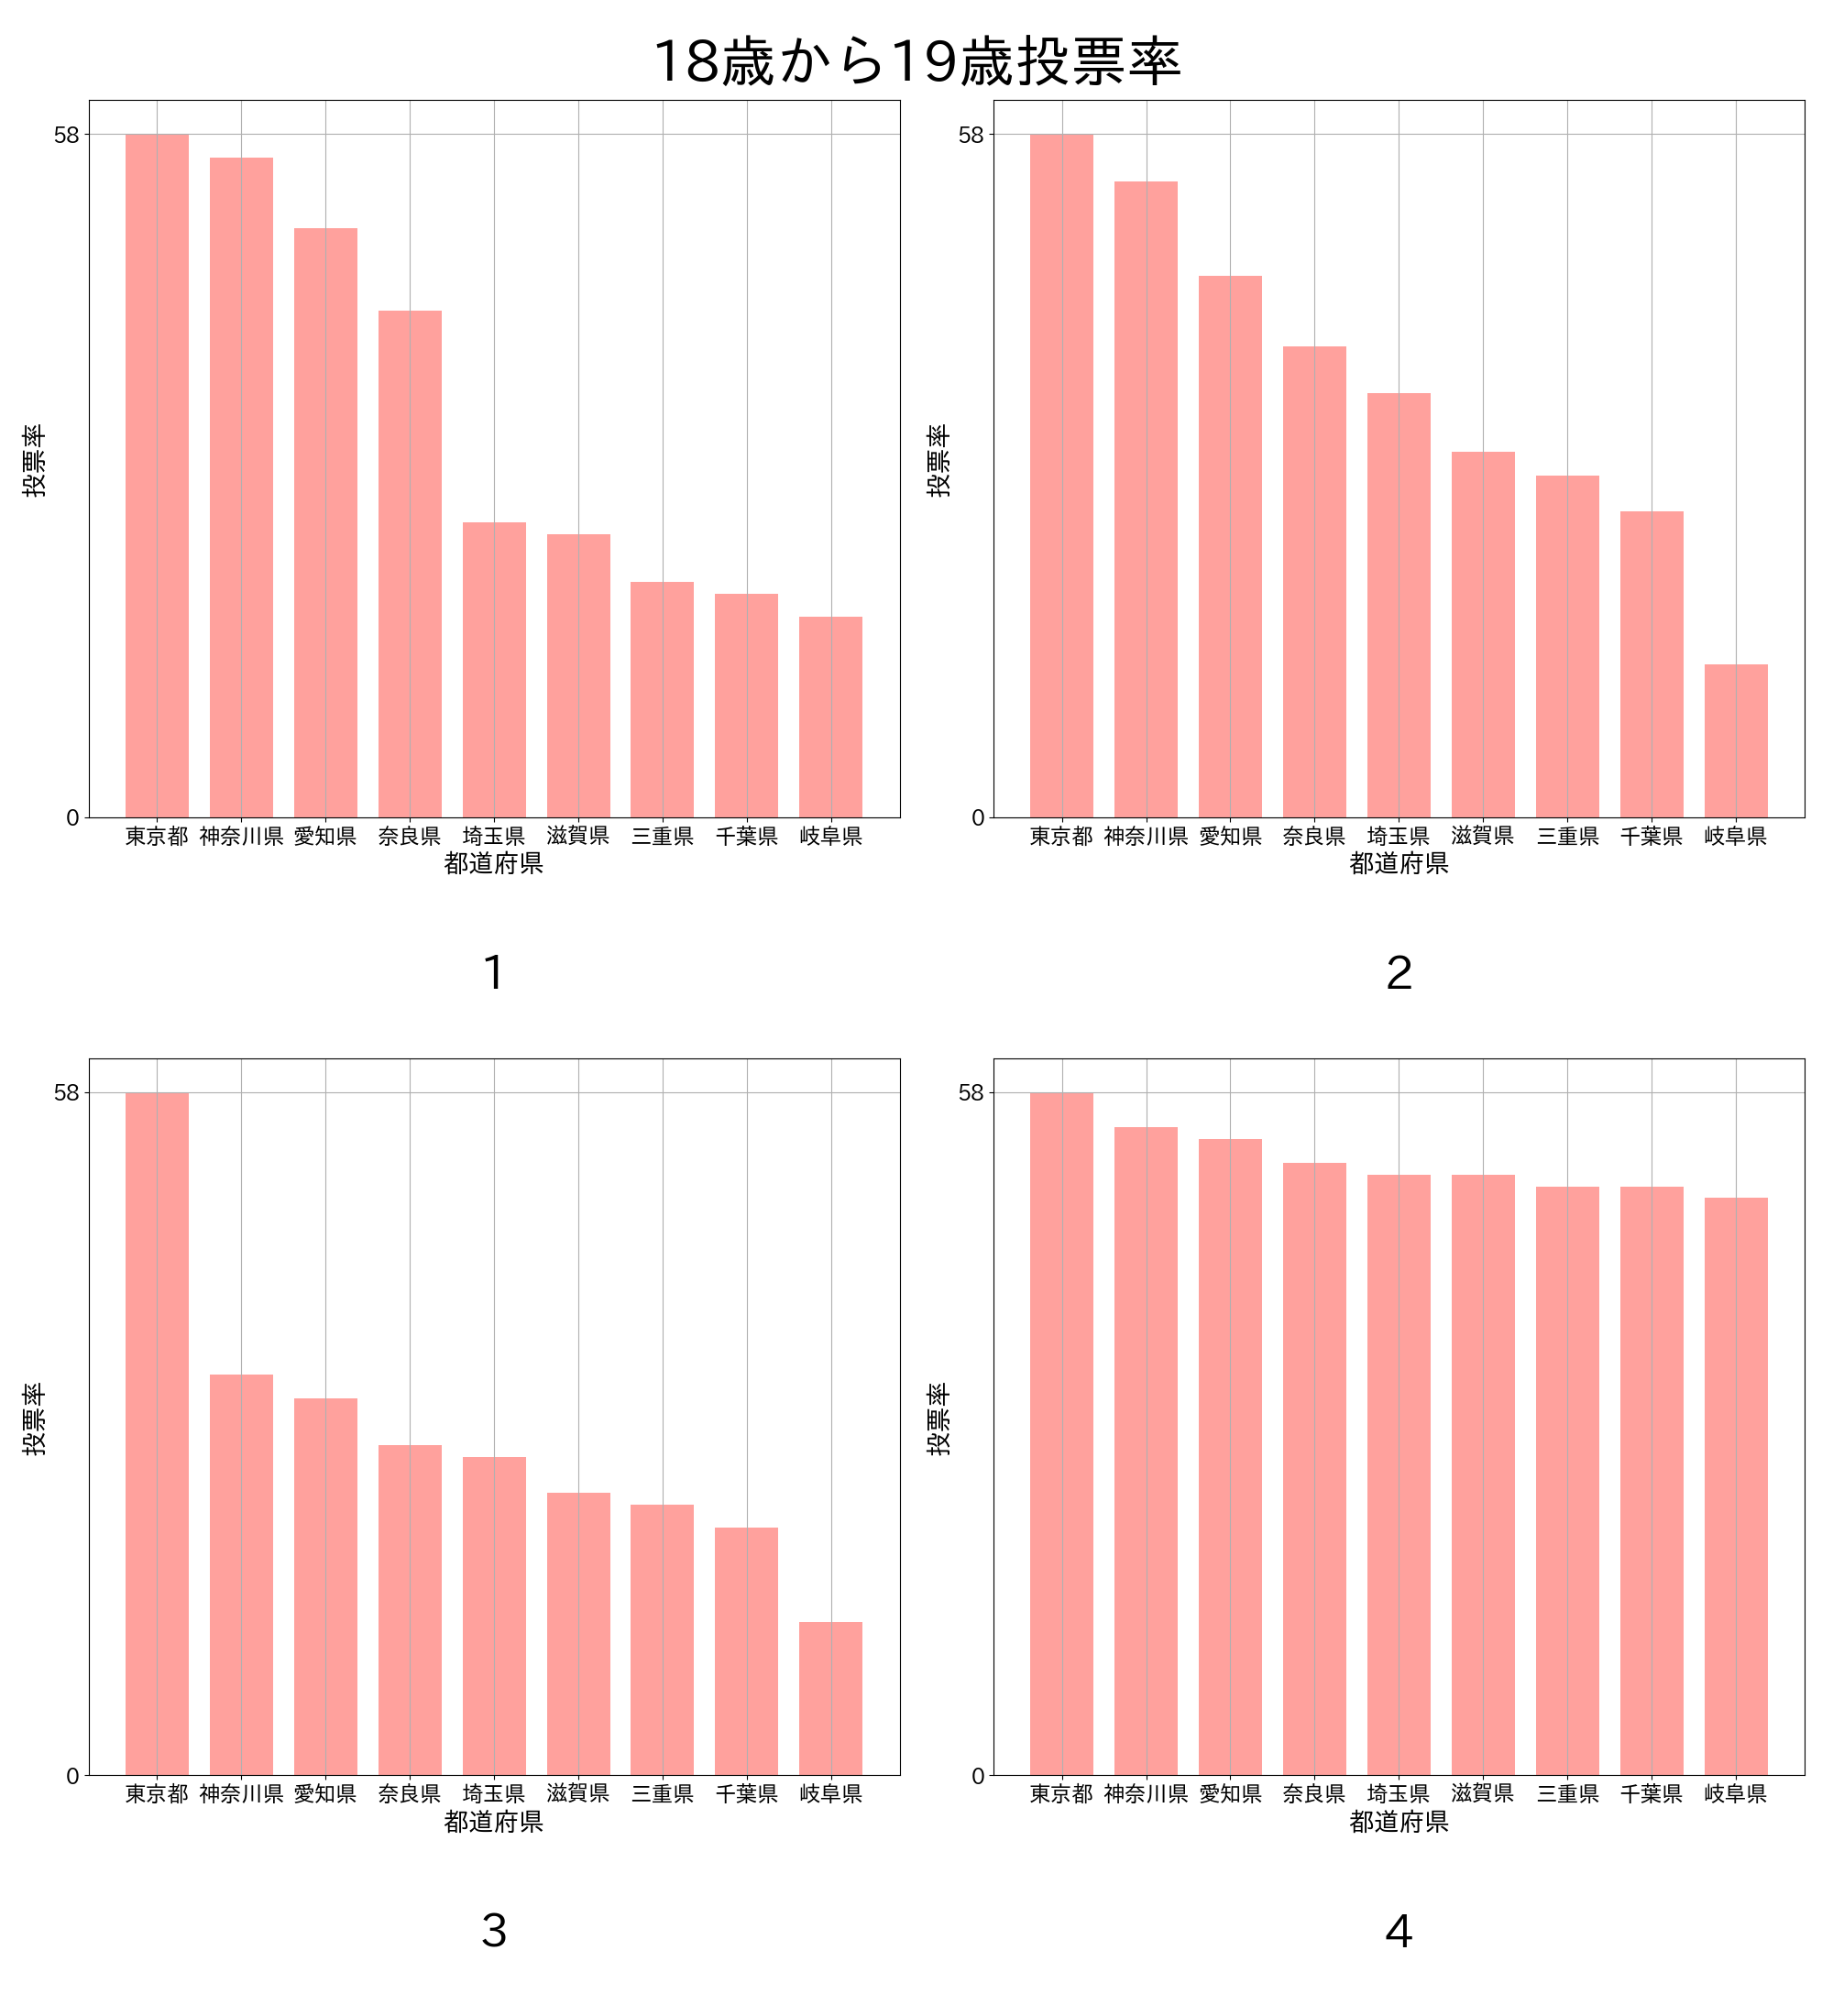 18歳から19歳投票率
58
0
投票率
東京都 神奈川県 愛知県 奈良県 埼玉県 滋賀県 三重県 千葉県 岐阜県
都道府県
1
58
0
投票率
東京都 神奈川県 愛知県 奈良県 埼玉県 滋賀県 三重県 千葉県 岐阜県
都道府県
2
58
0
投票率
東京都 神奈川県 愛知県 奈良県 埼玉県 滋賀県 三重県 千葉県 岐阜県
都道府県
3
58
0
投票率
東京都 神奈川県 愛知県 奈良県 埼玉県 滋賀県 三重県 千葉県 岐阜県
都道府県
4